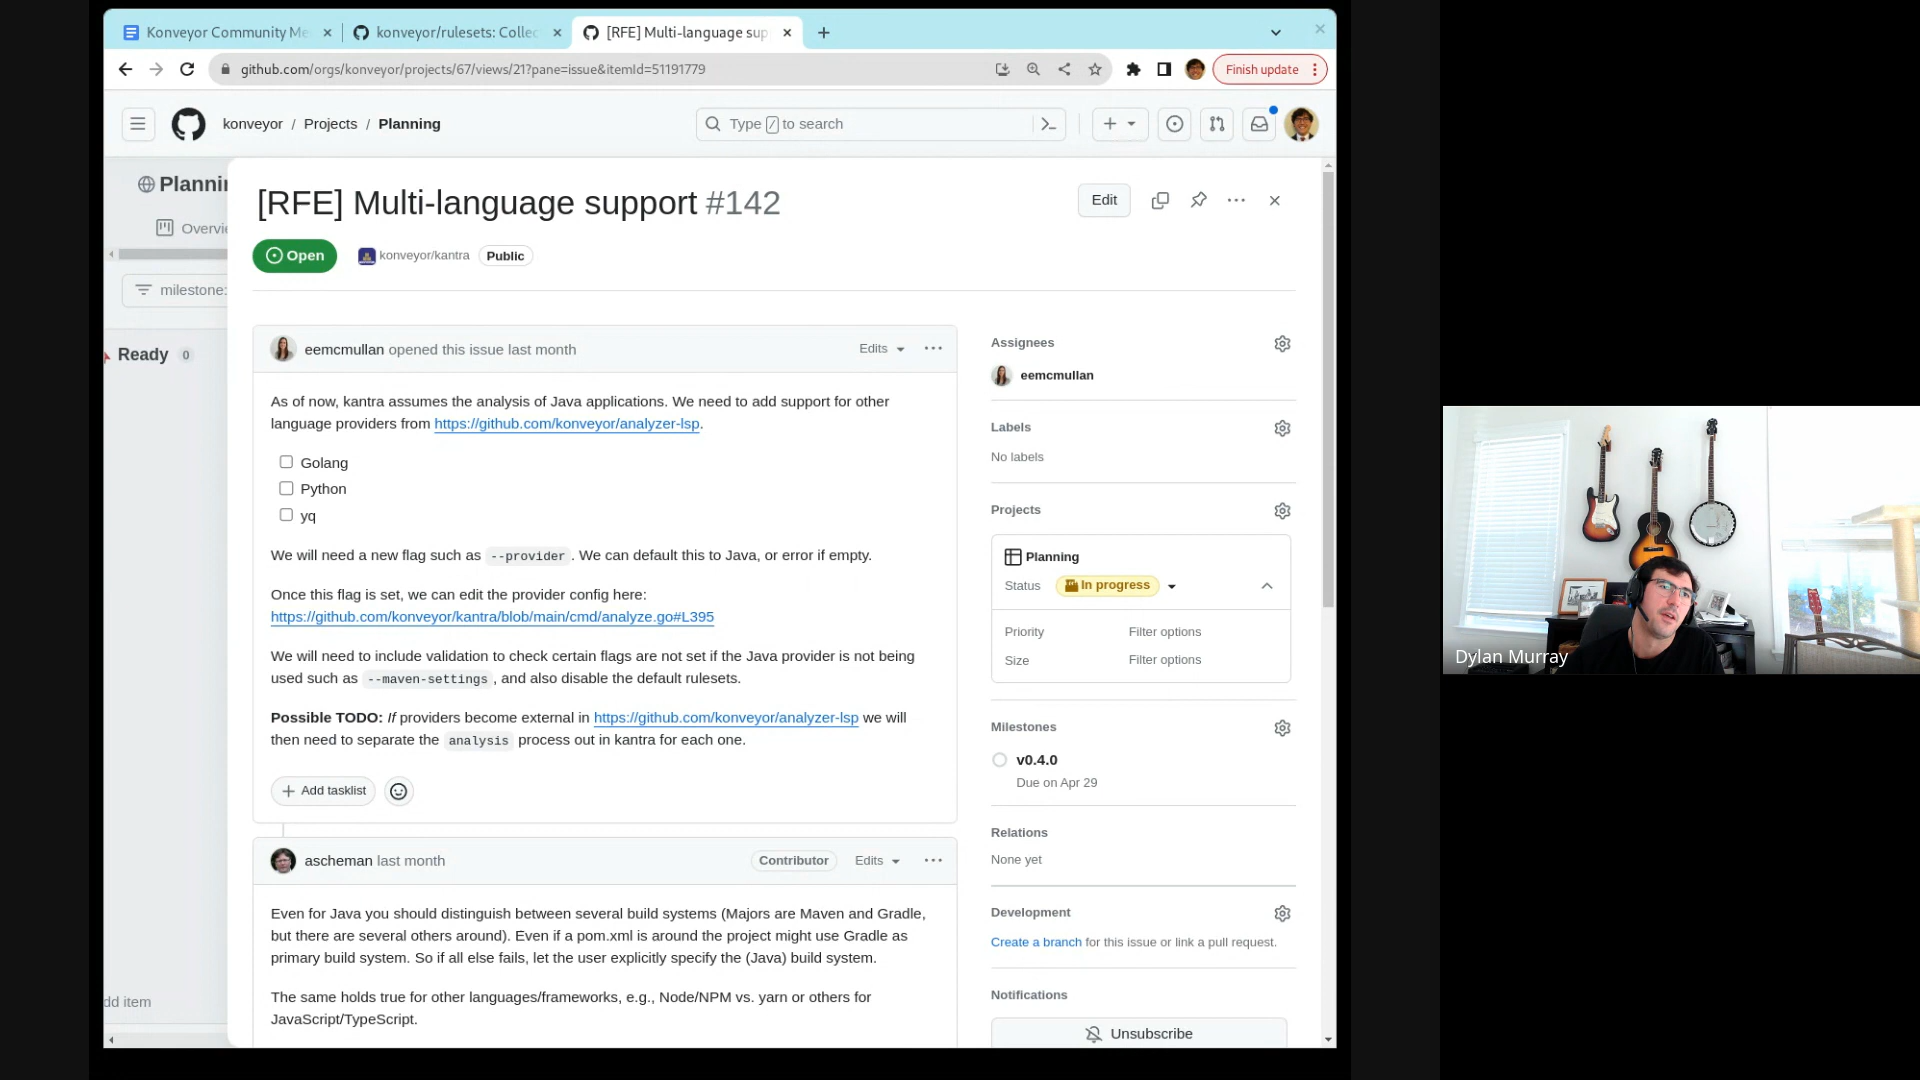 Konveyor Community Me
konveyor/rulesets: Collec
[RFE] Multi-language sup
github.com/orgs/konveyor/projects/67/views/21?pane=issue&itemId=51191779
Finish update
konveyor / Projects / Planning
Type / to search
Plannin
Overvie
milestone:
Ready 0
dd item
[RFE] Multi-language support #142
Edit
Open
konveyor/kantra
Public
eemcmullan opened this issue last month
Edits
As of now, kantra assumes the analysis of Java applications. We need to add support for other
language providers from https://github.com/konveyor/analyzer-lsp.
Golang
Python
yq
We will need a new flag such as --provider. We can default this to Java, or error if empty.
Once this flag is set, we can edit the provider config here:
https://github.com/konveyor/kantra/blob/main/cmd/analyze.go#L395
We will need to include validation to check certain flags are not set if the Java provider is not being
used such as --maven-settings, and also disable the default rulesets.
Possible TODO: If providers become external in https://github.com/konveyor/analyzer-lsp we will
then need to separate the analysis process out in kantra for each one.
Add tasklist
ascheman last month
Contributor
Edits
Even for Java you should distinguish between several build systems (Majors are Maven and Gradle,
but there are several others around). Even if a pom.xml is around the project might use Gradle as
primary build system. So if all else fails, let the user explicitly specify the (Java) build system.
The same holds true for other languages/frameworks, e.g., Node/NPM vs. yarn or others for
JavaScript/TypeScript.
Assignees
eemcmullan
Labels
No labels
Projects
Planning
Status In progress
Priority Filter options
Size Filter options
Milestones
v0.4.0
Due on Apr 29
Relations
None yet
Development
Create a branch for this issue or link a pull request.
Notifications
Unsubscribe
Dylan Murray